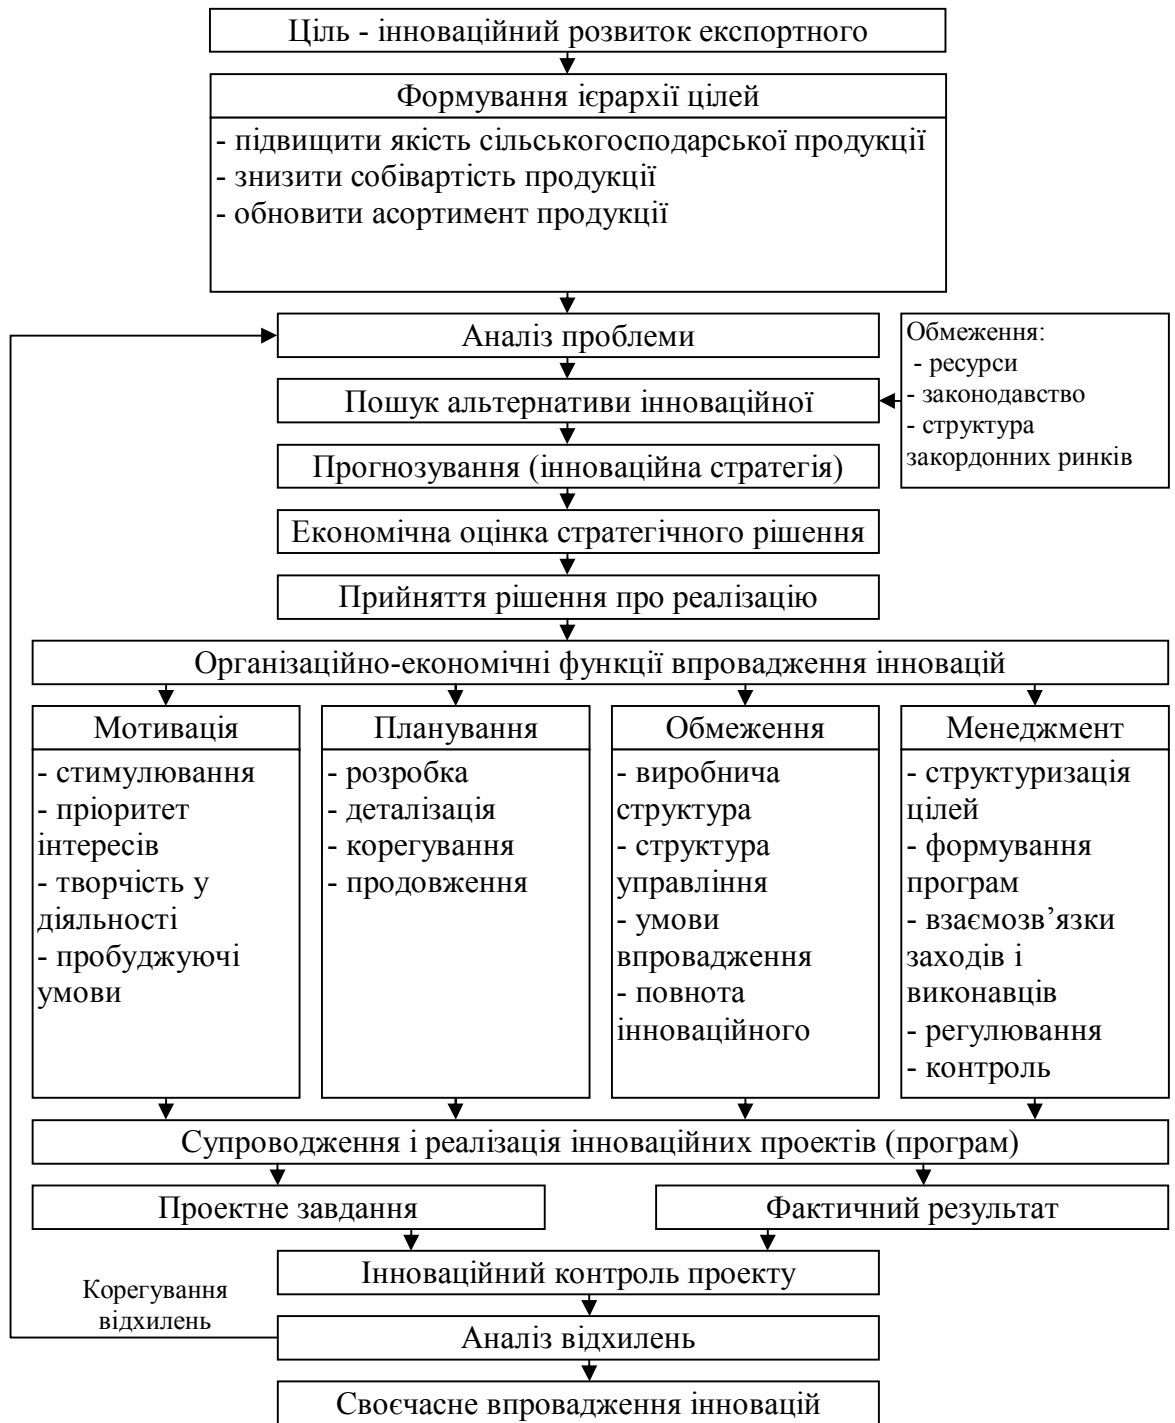 Ціль - інноваційний розвиток експортного
Формування ієрархії цілей
- підвищити якість сільськогосподарської продукції
- знизити собівартість продукції
- обновити асортимент продукції
Аналіз проблеми
Обмеження:
- ресурси
- законодавство
- структура
закордонних ринків
Пошук альтернативи інноваційної
Прогнозування (інноваційна стратегія)
Економічна оцінка стратегічного рішення
Прийняття рішення про реалізацію
Організаційно-економічні функції впровадження інновацій
Мотивація
- стимулювання
- пріоритет
інтересів
- творчість у
діяльності
- пробуджуючі
умови
Планування
- розробка
- деталізація
- корегування
- продовження
Обмеження
- виробнича
структура
- структура
управління
- умови
впровадження
- повнота
інноваційного
Менеджмент
- структуризація
цілей
- формування
програм
- взаємозв’язки
заходів і
виконавців
- регулювання
- контроль
Супроводження і реалізація інноваційних проектів (програм)
Проектне завдання
Фактичний результат
Інноваційний контроль проекту
Корегування
відхилень
Аналіз відхилень
Своєчасне впровадження інновацій